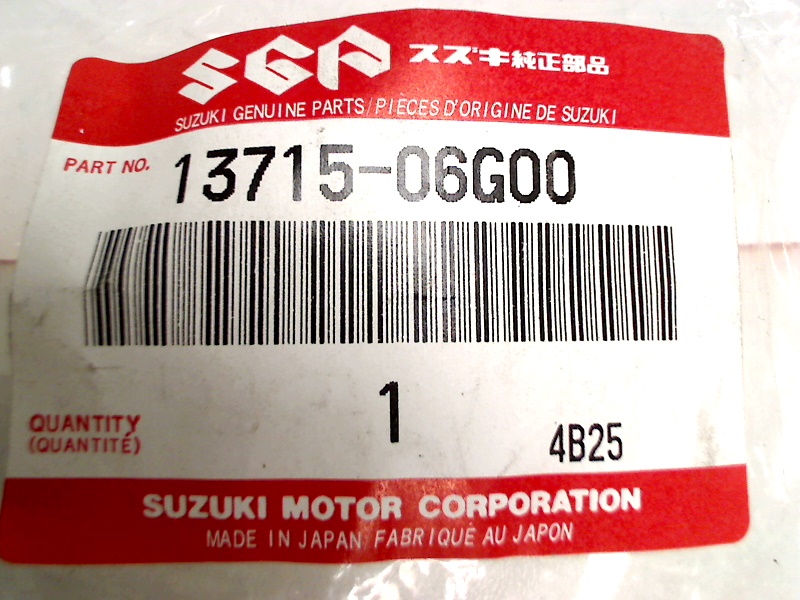 SGP スズキ純正部品
SUZUKI GENUINE PARTS/PIECES D'ORIGINE DE SUZUKI
PART NO. 13715-06G00
1
QUANTITY
(QUANTITÉ)
4B25
SUZUKI MOTOR CORPORATION
MADE IN JAPAN/FABRIQUÉ AU JAPON